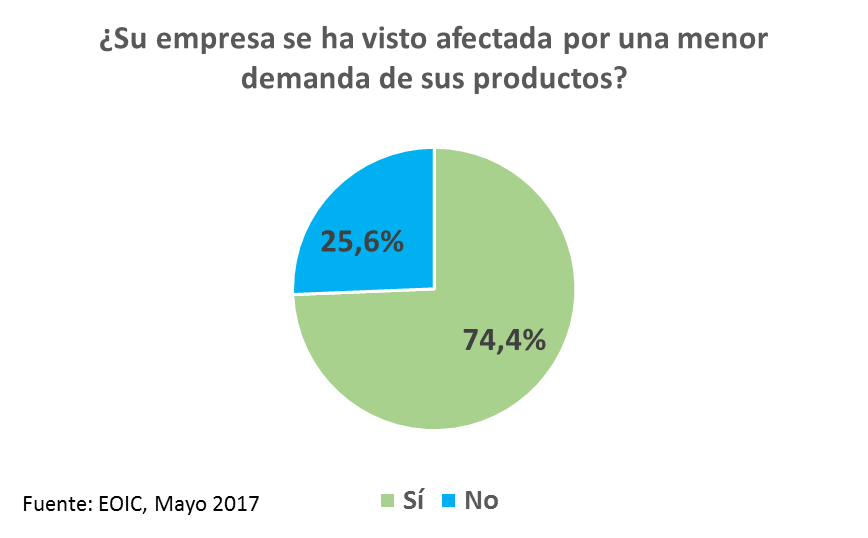 ¿Su empresa se ha visto afectada por una menor
demanda de sus productos?
25,6%
74,4%
Sí No
Fuente: EOIC, Mayo 2017